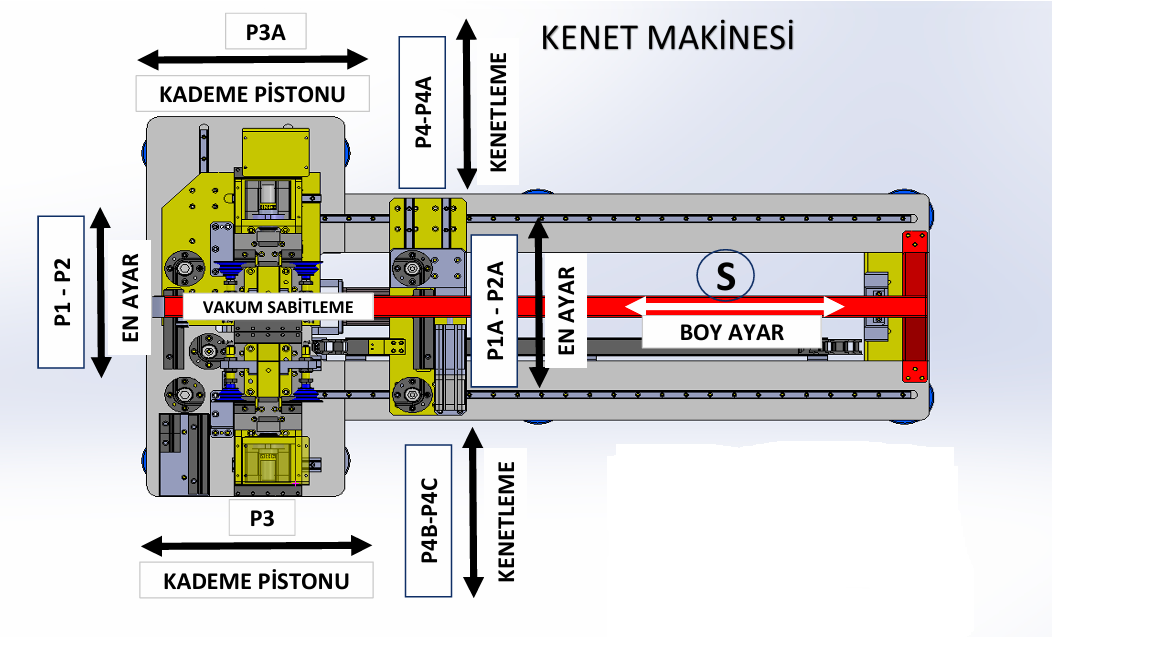 KENET MAKİNESİ
P3A
KADEME PİSTONU
P4-P4A
KENETLEME
P1 - P2
EN AYAR
VAKUM SABİTLEME
P1A - P2A
EN AYAR
S
BOY AYAR
P3
KADEME PİSTONU
P4B-P4C
KENETLEME